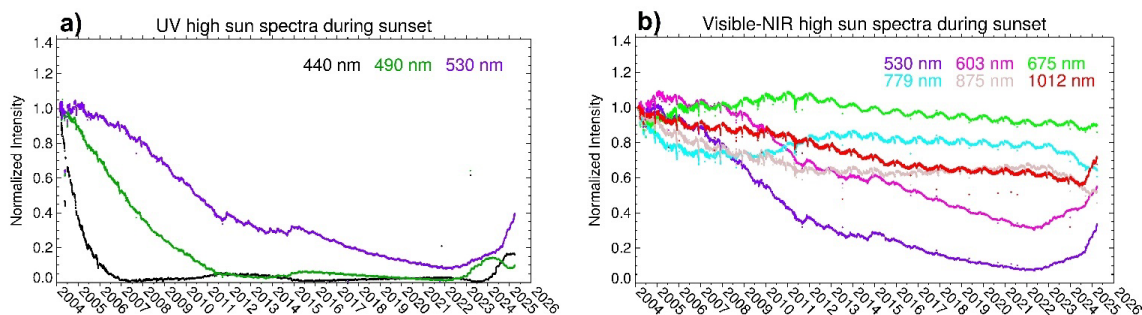 a)
UV high sun spectra during sunset
440 nm 490 nm 530 nm
Normalized Intensity
1.4
1.2
1.0
0.8
0.6
0.4
0.2
0.0
2004 2005 2006 2007 2008 2009 2010 2011 2012 2013 2014 2015 2016 2017 2018 2019 2020 2021 2022 2023 2024 2025 2026
b)
Visible-NIR high sun spectra during sunset
530 nm 603 nm 675 nm
779 nm 875 nm 1012 nm
Normalized Intensity
1.4
1.2
1.0
0.8
0.6
0.4
0.2
0.0
2004 2005 2006 2007 2008 2009 2010 2011 2012 2013 2014 2015 2016 2017 2018 2019 2020 2021 2022 2023 2024 2025 2026